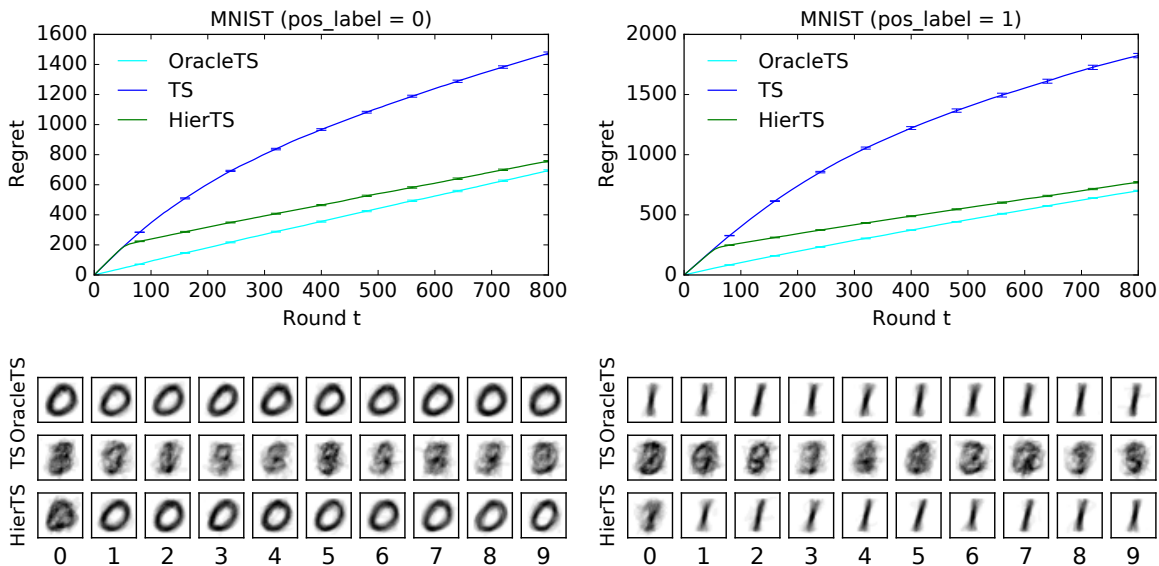 MNIST (pos_label = 0)
1600
1400
1200
1000
800
600
400
200
0
Regret
OracleTS
TS
HierTS
0 100 200 300 400 500 600 700 800
Round t
MNIST (pos_label = 1)
2000
1500
1000
500
0
Regret
OracleTS
TS
HierTS
0 100 200 300 400 500 600 700 800
Round t
OracleTS
TS
HierTS
0 1 2 3 4 5 6 7 8 9
OracleTS
TS
HierTS
0 1 2 3 4 5 6 7 8 9